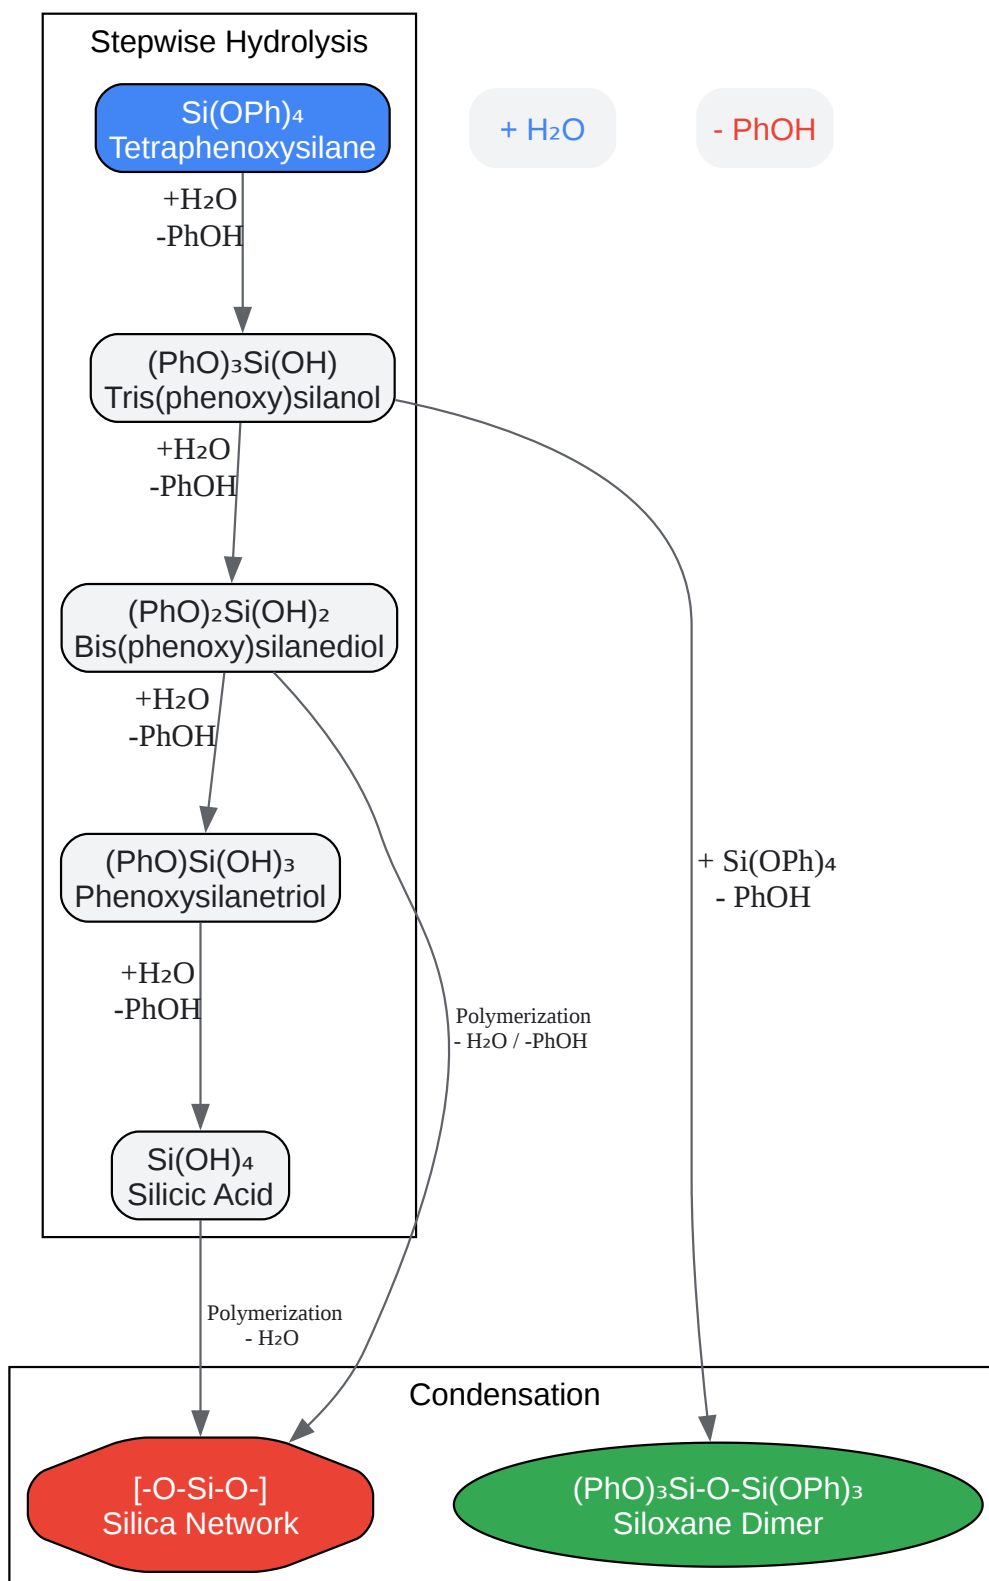 Stepwise Hydrolysis
Si(OPh)₄
Tetraphenoxysilane
+ H₂O
- PhOH
+H₂O
-PhOH
(PhO)₃Si(OH)
Tris(phenoxy)silanol
+H₂O
-PhOH
(PhO)₂Si(OH)₂
Bis(phenoxy)silanediol
+H₂O
-PhOH
(PhO)Si(OH)₃
Phenoxysilanetriol
+ Si(OPh)₄
- PhOH
+H₂O
-PhOH
Polymerization
- H₂O / -PhOH
Si(OH)₄
Silicic Acid
Polymerization
- H₂O
Condensation
[-O-Si-O-]
Silica Network
(PhO)₃Si-O-Si(OPh)₃
Siloxane Dimer